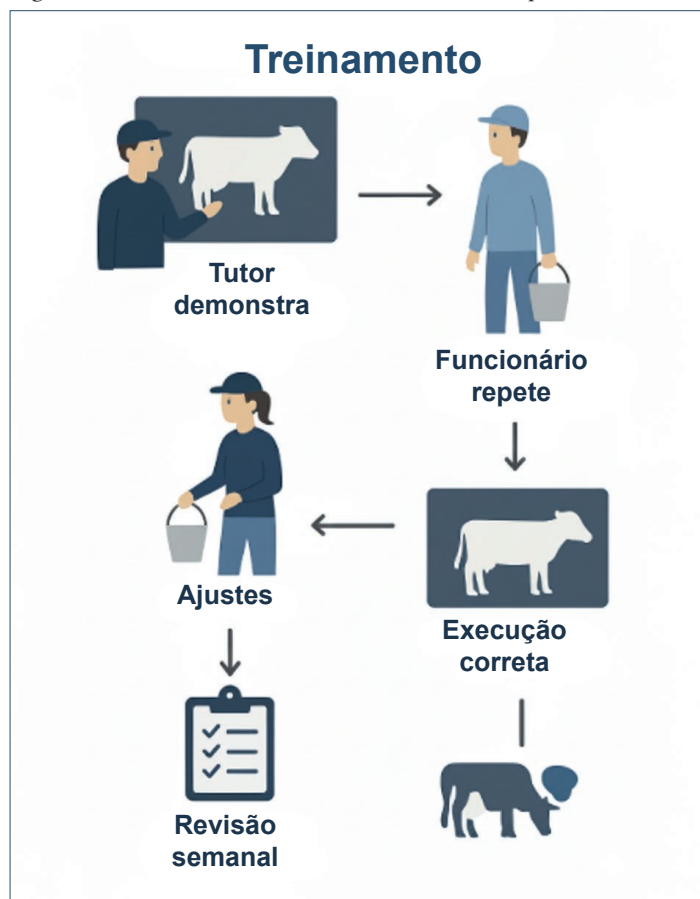 Treinamento
Tutor
demonstra
Funcionário
repete
Execução
correta
Ajustes
Revisão
semanal